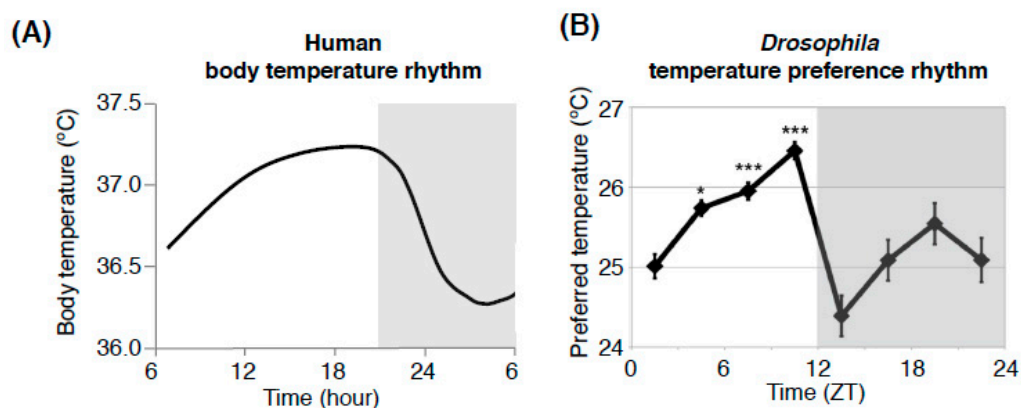 (A)
Human
body temperature rhythm
37.5
37.0
36.5
36.0
Body temperature (°C)
6 12 18 24 6
Time (hour)
(B)
Drosophila
temperature preference rhythm
27
26
25
24
Preferred temperature (°C)
* *** ***
0 6 12 18 24
Time (ZT)